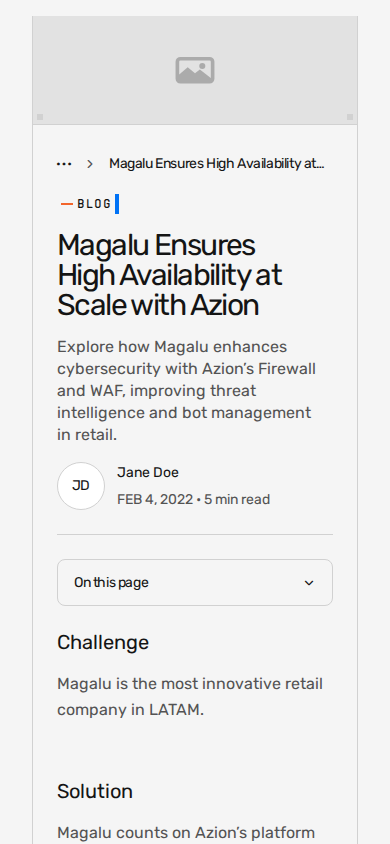 ••• > Magalu Ensures High Availability at...
BLOG
Magalu Ensures
High Availability at
Scale with Azion
Explore how Magalu enhances
cybersecurity with Azion’s Firewall
and WAF, improving threat
intelligence and bot management
in retail.
JD
Jane Doe
FEB 4, 2022 • 5 min read
On this page
Challenge
Magalu is the most innovative retail
company in LATAM.
Solution
Magalu counts on Azion’s platform